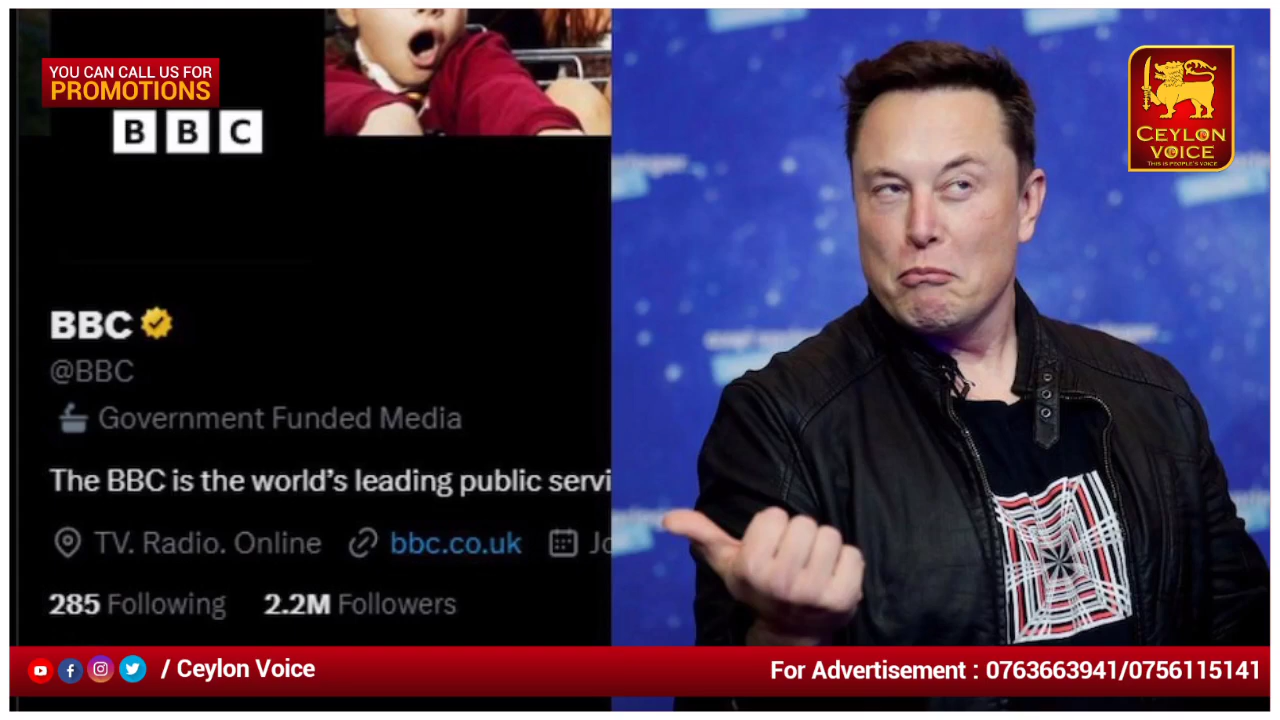 YOU CAN CALL US FOR
PROMOTIONS
BBC
BBC
@BBC
Government Funded Media
The BBC is the world's leading public servi
TV. Radio. Online bbc.co.uk Jo
285 Following 2.2M Followers
CEYLON
VOICE
THIS IS PEOPLE'S VOICE
/ Ceylon Voice
For Advertisement : 0763663941/0756115141